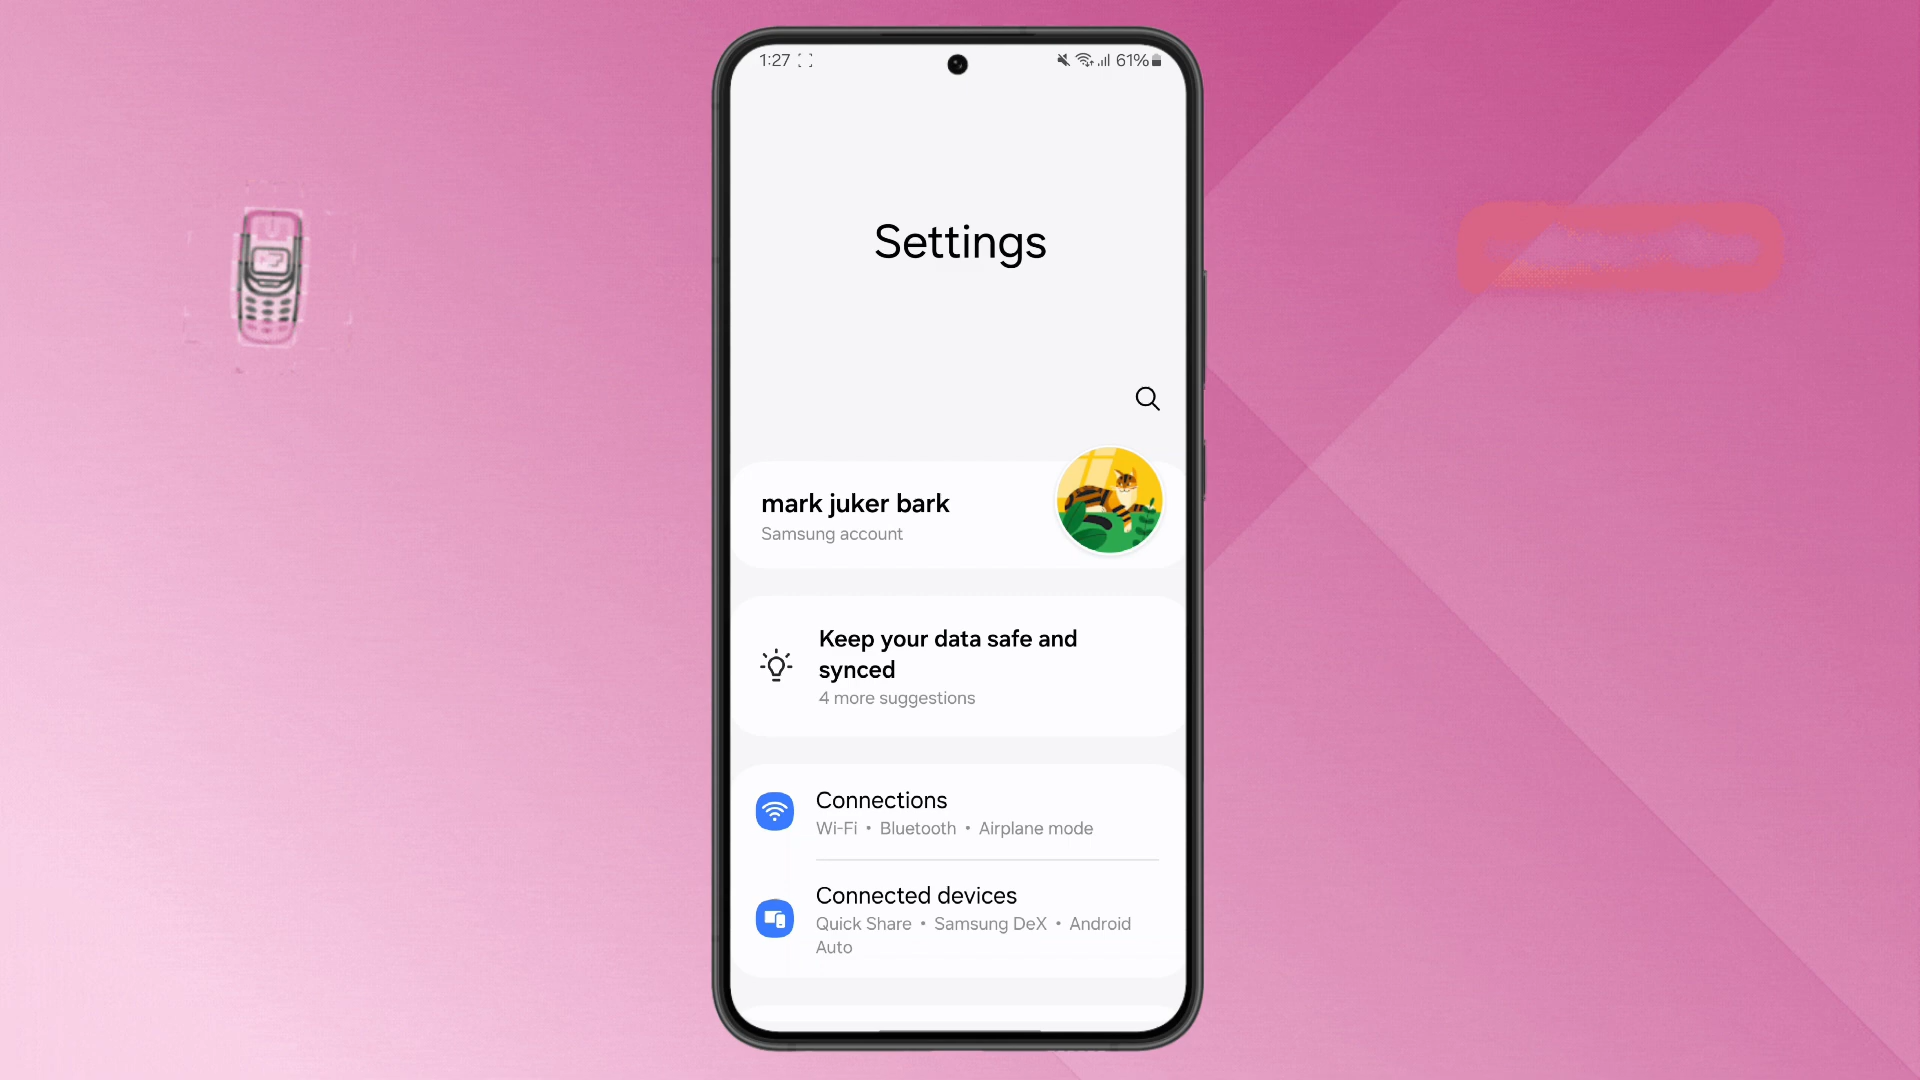 1:27
61%
Settings
mark juker bark
Samsung account
Keep your data safe and
synced
4 more suggestions
Connections
Wi-Fi • Bluetooth • Airplane mode
Connected devices
Quick Share • Samsung DeX • Android
Auto